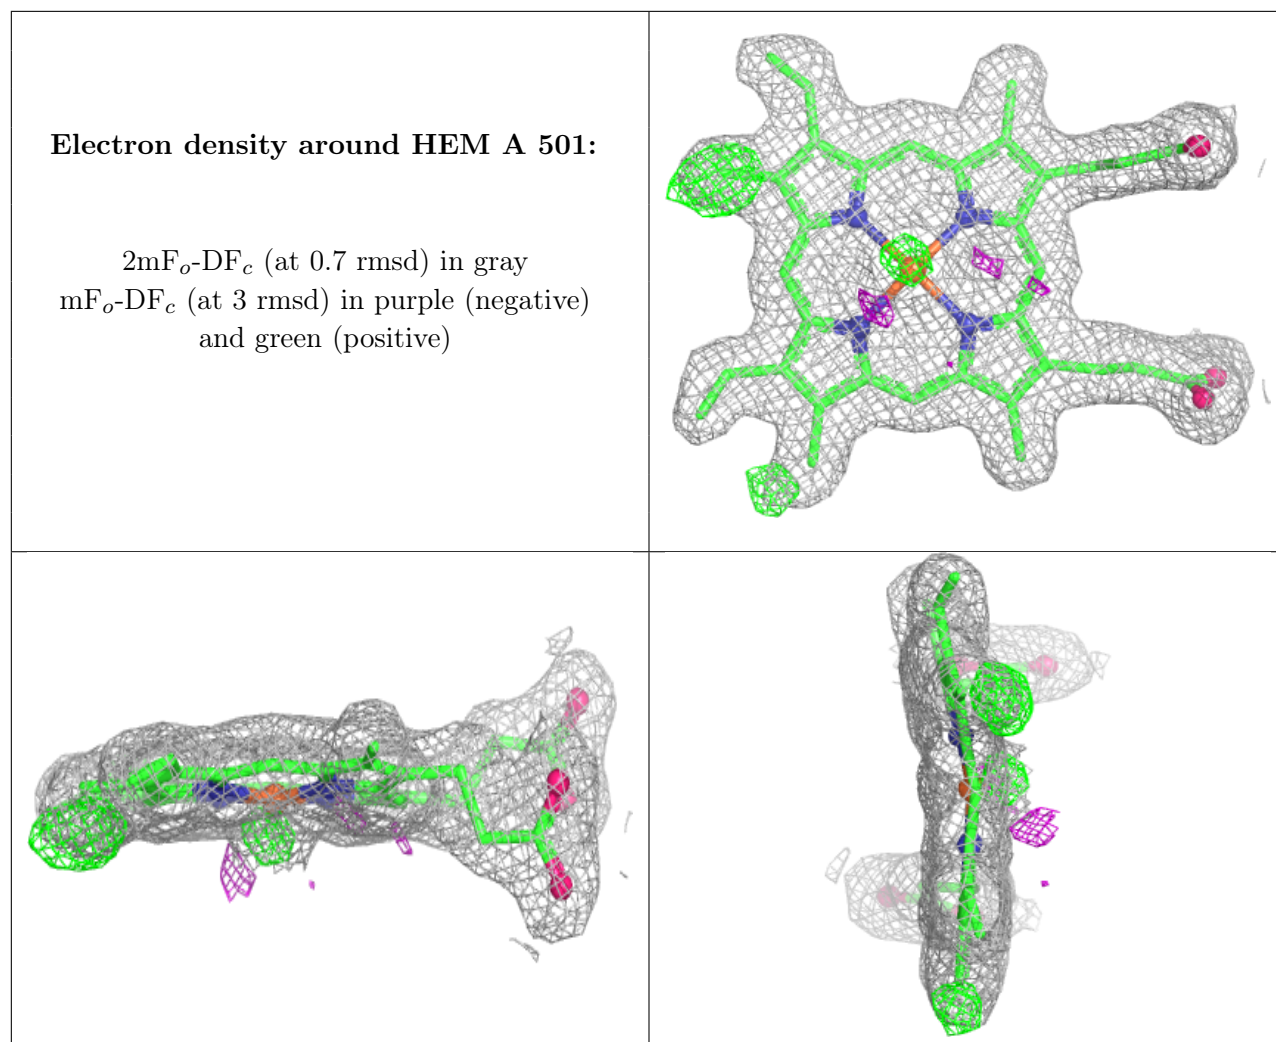 Electron density around HEM A 501:
2mFₒ-DF𝒸 (at 0.7 rmsd) in gray
mFₒ-DF𝒸 (at 3 rmsd) in purple (negative)
and green (positive)